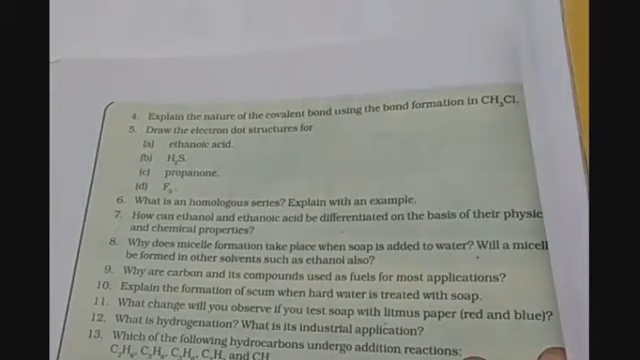 4. Explain the nature of the covalent bond using the bond formation in CH₃Cl.
5. Draw the electron dot structures for
(a) ethanoic acid.
(b) H₂S.
(c) propanone.
(d) F₂.
6. What is an homologous series? Explain with an example.
7. How can ethanol and ethanoic acid be differentiated on the basis of their physic
and chemical properties?
8. Why does micelle formation take place when soap is added to water? Will a micell
be formed in other solvents such as ethanol also?
9. Why are carbon and its compounds used as fuels for most applications?
10. Explain the formation of scum when hard water is treated with soap.
11. What change will you observe if you test soap with litmus paper (red and blue)?
12. What is hydrogenation? What is its industrial application?
13. Which of the following hydrocarbons undergo addition reactions:
and CH